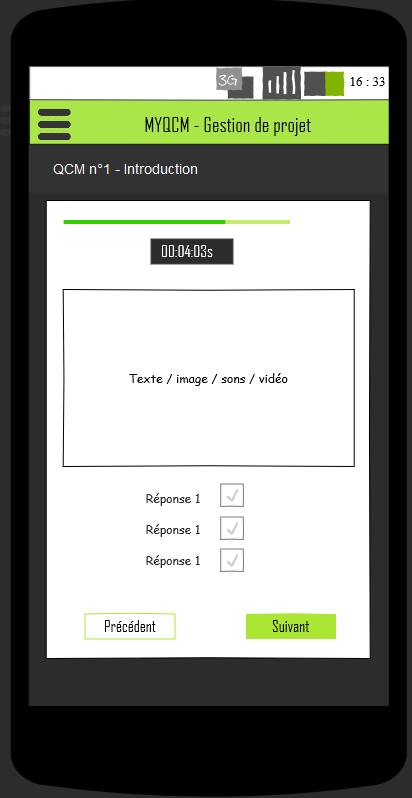 3G 16 : 33
MYQCM - Gestion de projet
QCM n°1 - Introduction
00:04:03s
Texte / image / sons / vidéo
Réponse 1
Réponse 1
Réponse 1
Précédent Suivant